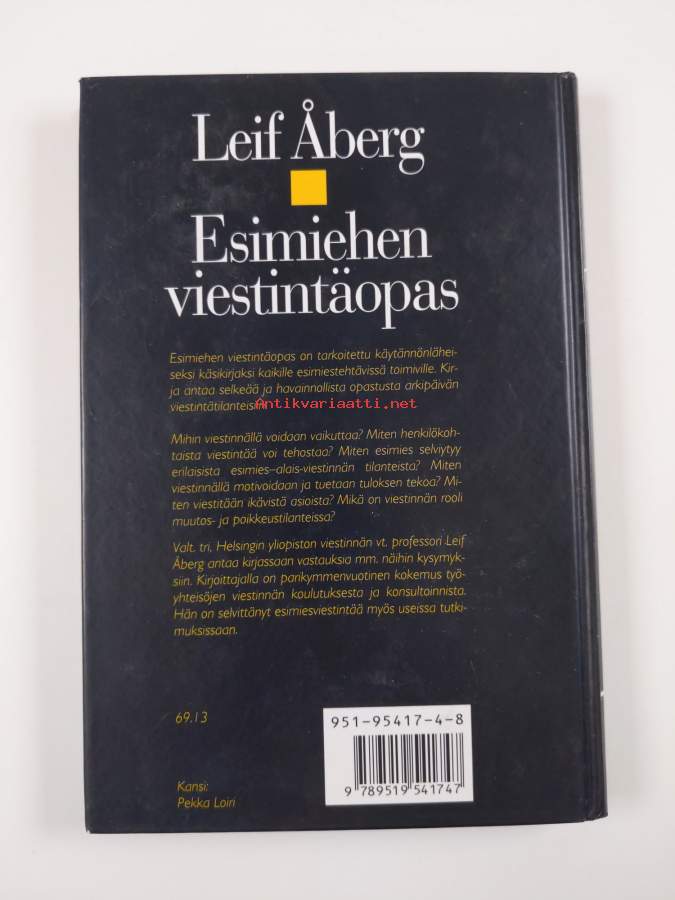 Leif Åberg
Esimiehen
viestintäopas
Esimiehen viestintäopas on tarkoitettu käytännönlähei-
seksi käsikirjaksi kaikille esimiestehtävissä toimiville. Kir-
ja antaa selkeää ja havainnollista opastusta arkipäivän
viestintätilanteisiin.
Antikvariaatti.net
Mihin viestinnällä voidaan vaikuttaa? Miten henkilökoh-
taista viestintää voi tehostaa? Miten esimies selviytyy
erilaisista esimies–alais-viestinnän tilanteista? Miten
viestinnällä motivoidaan ja tuetaan tuloksen tekoa? Mi-
ten viestitään ikävistä asioista? Mikä on viestinnän rooli
muutos- ja poikkeustilanteissa?
Valt. tri, Helsingin yliopiston viestinnän vt. professori Leif
Åberg antaa kirjassaan vastauksia mm. näihin kysymyk-
siin. Kirjoittajalla on parikymmenvuotinen kokemus työ-
yhteisöjen viestinnän koulutuksesta ja konsultoinnista.
Hän on selvittänyt esimiesviestintää myös useissa tutki-
muksissaan.
69.13
951-95417-4-8
9 789519 541747
Kansi:
Pekka Loiri